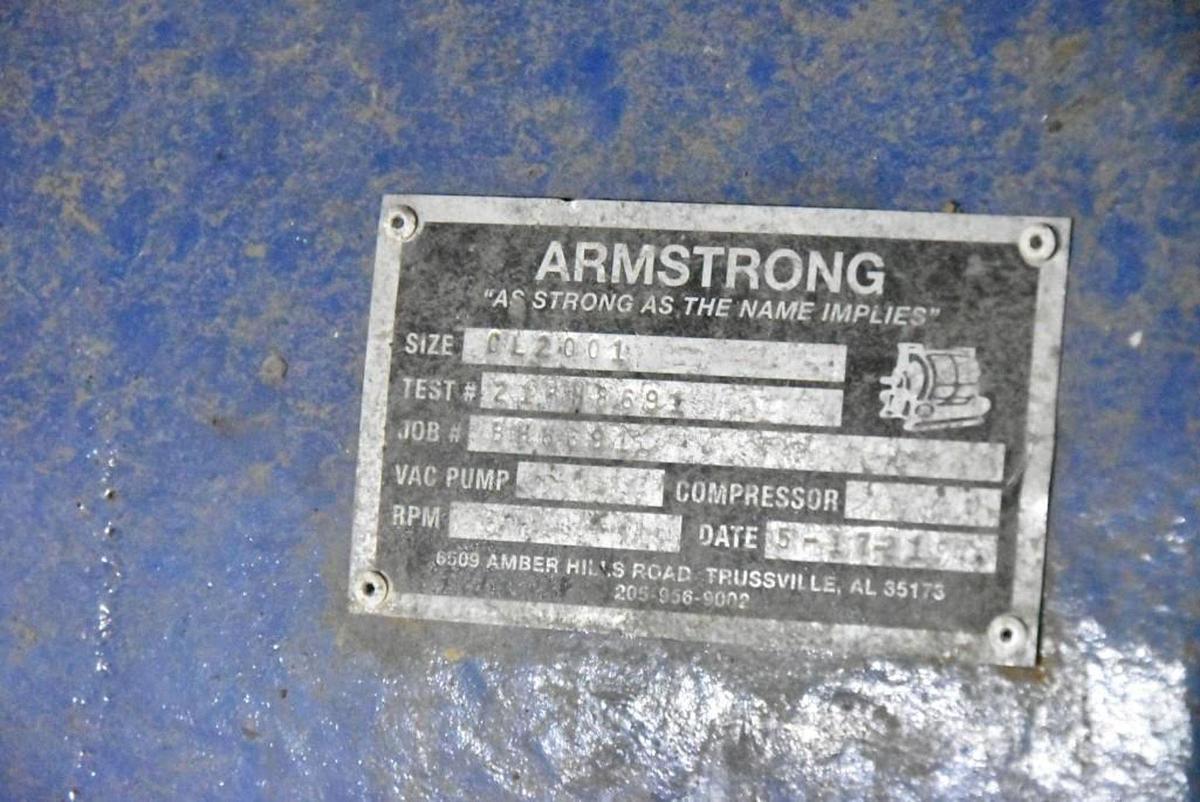 ARMSTRONG
"AS STRONG AS THE NAME IMPLIES"
SIZE CL2001
TEST #
JOB #
VAC PUMP COMPRESSOR
RPM DATE
6509 AMBER HILLS ROAD TRUSSVILLE, AL 35173
205-956-9002